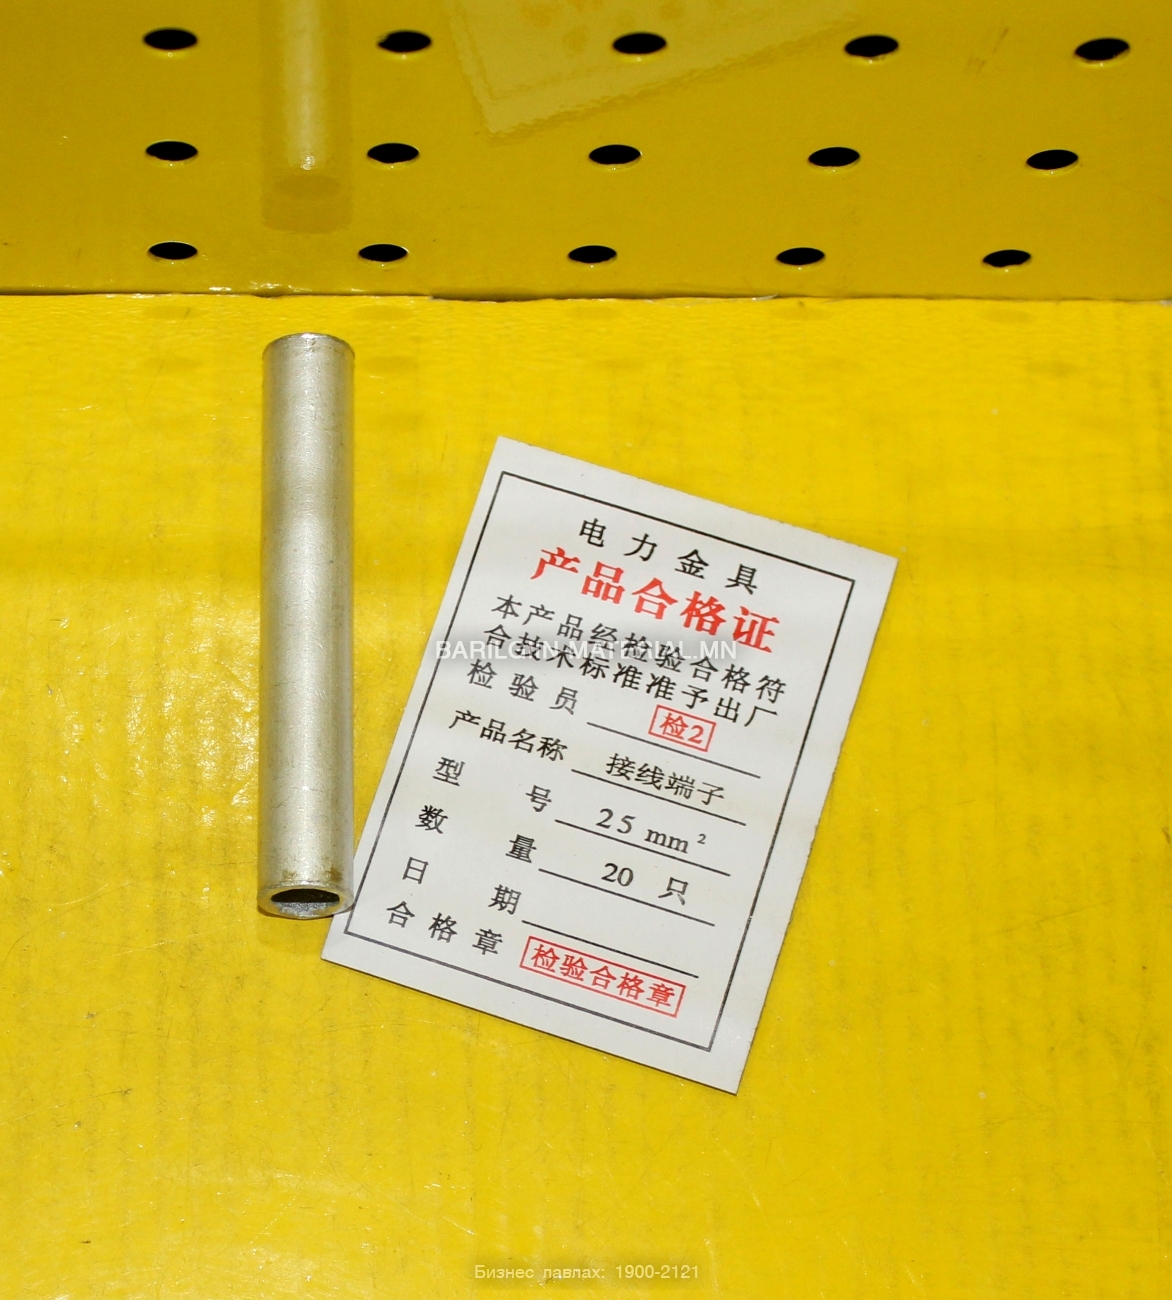 电力金具
产品合格证
本产品经检验合格符
合技术标准准予出厂
检验员 检2
产品名称 接线端子
型号 25 mm²
数量 20 只
日期
合格章 检验合格章
BARILGIIN-MATERIAL.MN
Бизнес лавлах: 1900-2121